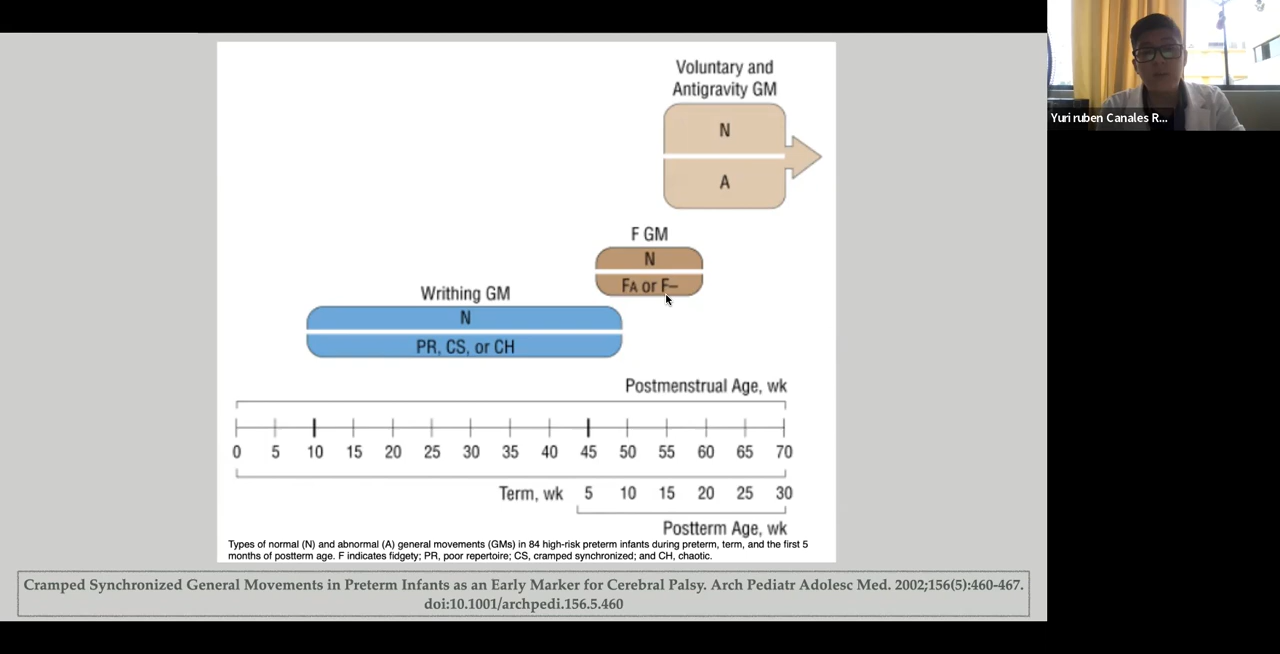 Voluntary and
Antigravity GM
N
A
F GM
N
FA or F–
Writhing GM
N
PR, CS, or CH
Postmenstrual Age, wk
0 5 10 15 20 25 30 35 40 45 50 55 60 65 70
Term, wk 5 10 15 20 25 30
Postterm Age, wk
Types of normal (N) and abnormal (A) general movements (GMs) in 84 high-risk preterm infants during preterm, term, and the first 5
months of postterm age. F indicates fidgety; PR, poor repertoire; CS, cramped synchronized; and CH, chaotic.
Cramped Synchronized General Movements in Preterm Infants as an Early Marker for Cerebral Palsy. Arch Pediatr Adolesc Med. 2002;156(5):460-467.
doi:10.1001/archpedi.156.5.460
Yuri ruben Canales R...